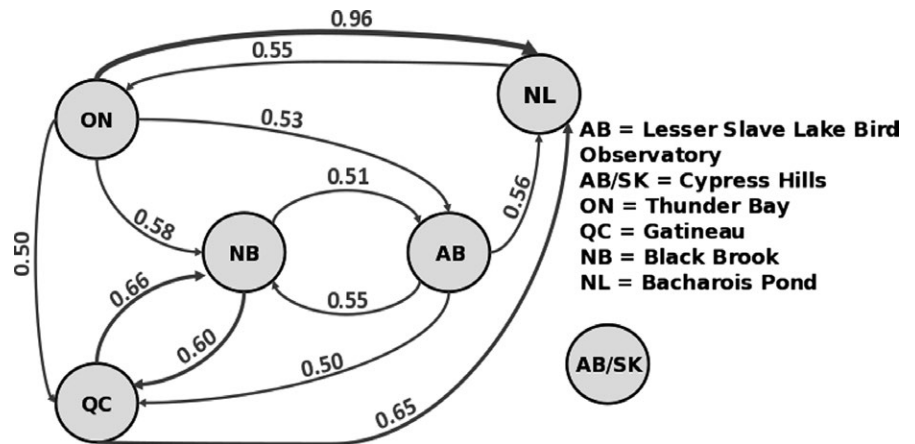 0.96
0.55
NL
ON
0.53
AB = Lesser Slave Lake Bird
Observatory
AB/SK = Cypress Hills
ON = Thunder Bay
QC = Gatineau
NB = Black Brook
NL = Bacharois Pond
0.51
0.56
0.58
0.50
NB
AB
0.66
0.55
0.60
0.50
AB/SK
QC
0.65